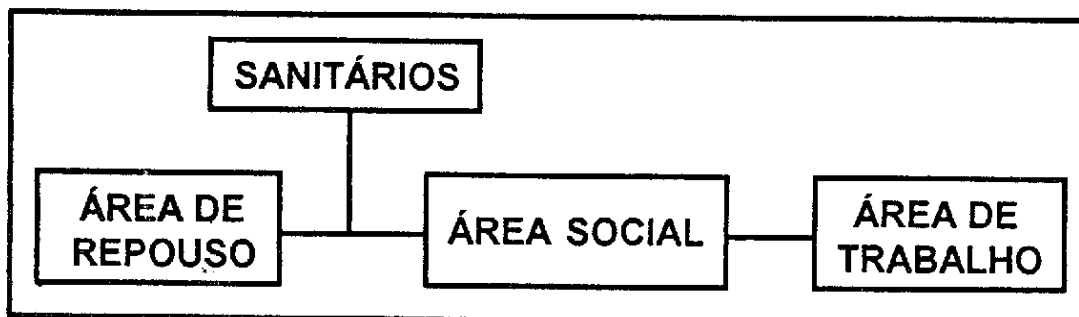 SANITÁRIOS
ÁREA DE
REPOUSO
ÁREA SOCIAL
ÁREA DE
TRABALHO